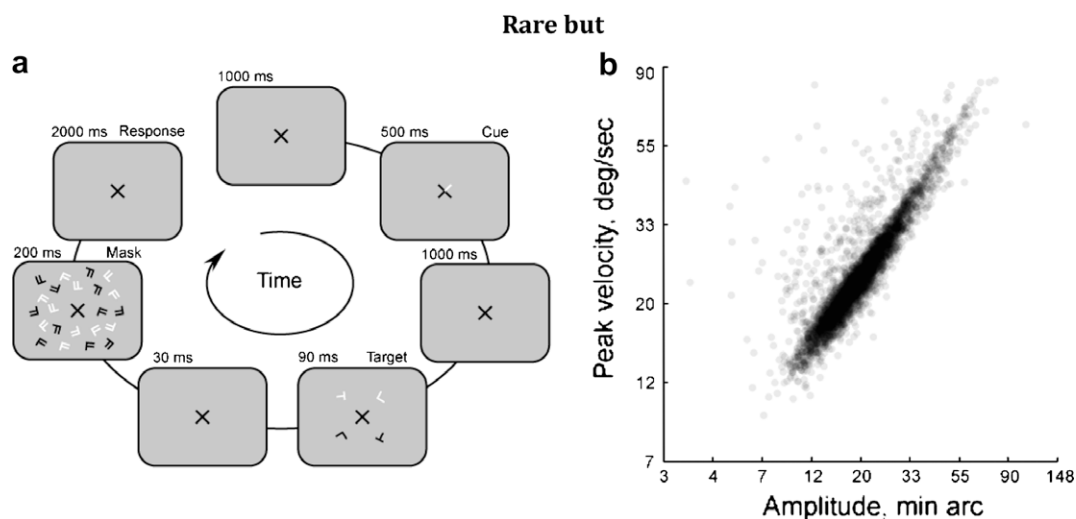 Rare but
a
1000 ms
2000 ms Response
500 ms Cue
200 ms Mask
1000 ms
Time
30 ms
90 ms Target
b
Peak velocity, deg/sec
90
55
33
20
12
7
3 4 7 12 20 33 55 90 148
Amplitude, min arc